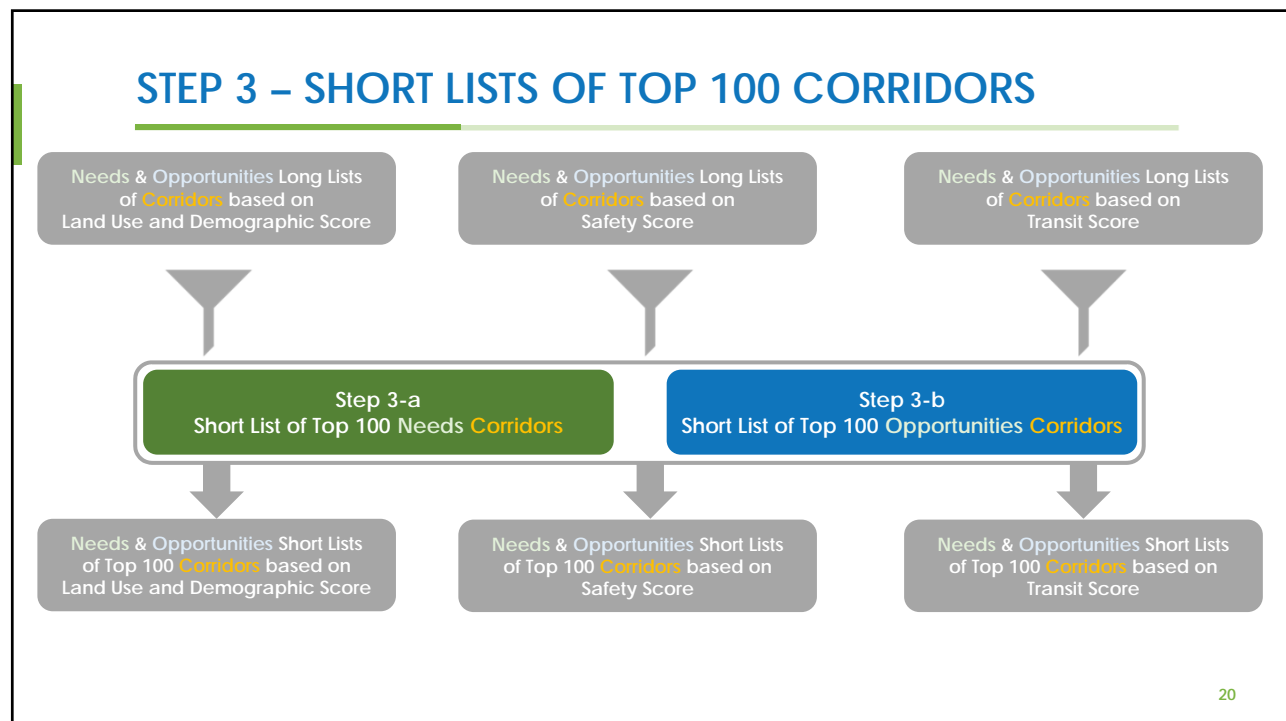 STEP 3 – SHORT LISTS OF TOP 100 CORRIDORS
Needs & Opportunities Long Lists
of Corridors based on
Land Use and Demographic Score
Needs & Opportunities Long Lists
of Corridors based on
Safety Score
Needs & Opportunities Long Lists
of Corridors based on
Transit Score
Step 3-a
Short List of Top 100 Needs Corridors
Step 3-b
Short List of Top 100 Opportunities Corridors
Needs & Opportunities Short Lists
of Top 100 Corridors based on
Land Use and Demographic Score
Needs & Opportunities Short Lists
of Top 100 Corridors based on
Safety Score
Needs & Opportunities Short Lists
of Top 100 Corridors based on
Transit Score
20